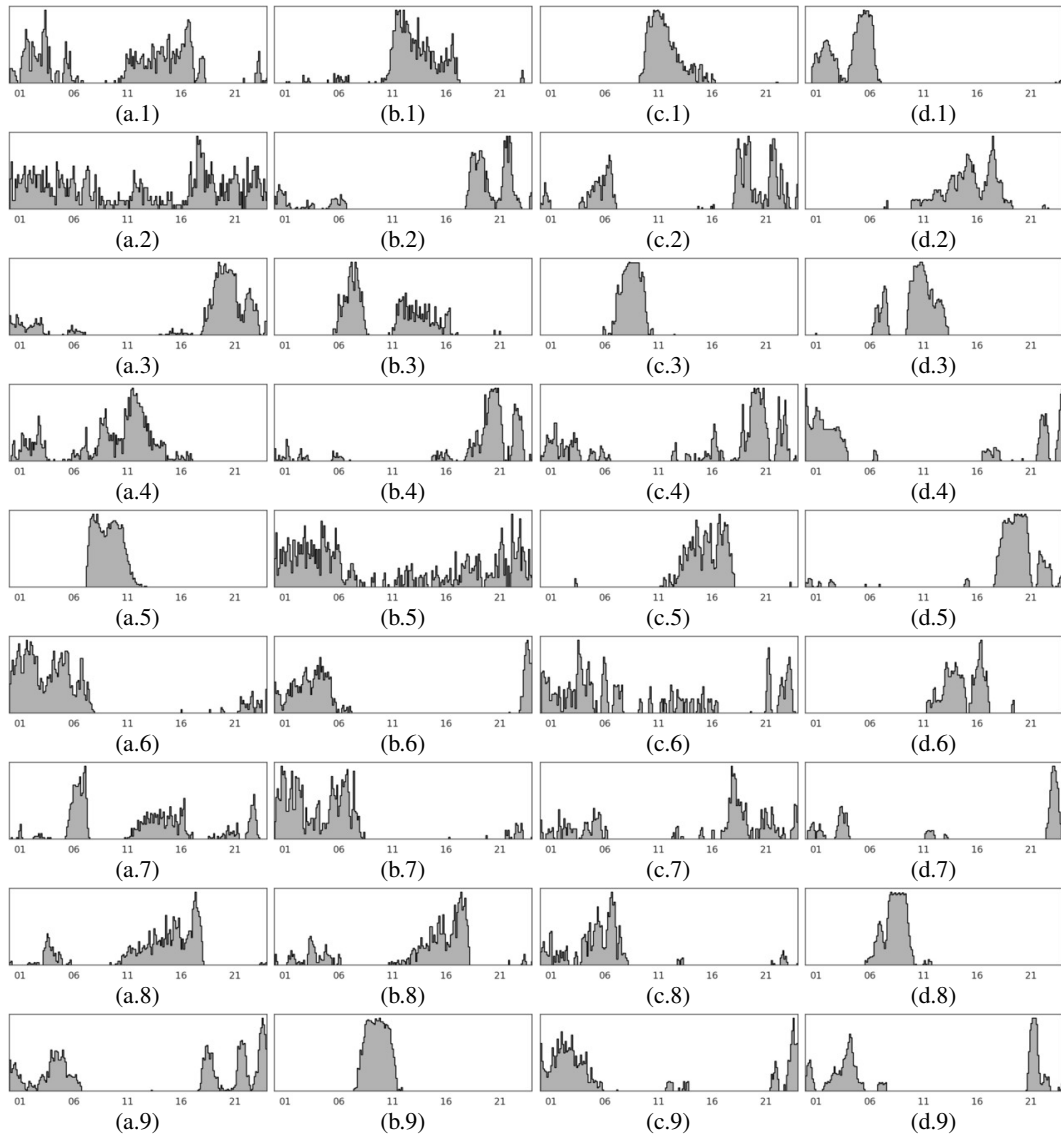 01 06 11 16 21 01 06 11 16 21 01 06 11 16 21 01 06 11 16 21
(a.1) (b.1) (c.1) (d.1)
01 06 11 16 21 01 06 11 16 21 01 06 11 16 21 01 06 11 16 21
(a.2) (b.2) (c.2) (d.2)
01 06 11 16 21 01 06 11 16 21 01 06 11 16 21 01 06 11 16 21
(a.3) (b.3) (c.3) (d.3)
01 06 11 16 21 01 06 11 16 21 01 06 11 16 21 01 06 11 16 21
(a.4) (b.4) (c.4) (d.4)
01 06 11 16 21 01 06 11 16 21 01 06 11 16 21 01 06 11 16 21
(a.5) (b.5) (c.5) (d.5)
01 06 11 16 21 01 06 11 16 21 01 06 11 16 21 01 06 11 16 21
(a.6) (b.6) (c.6) (d.6)
01 06 11 16 21 01 06 11 16 21 01 06 11 16 21 01 06 11 16 21
(a.7) (b.7) (c.7) (d.7)
01 06 11 16 21 01 06 11 16 21 01 06 11 16 21 01 06 11 16 21
(a.8) (b.8) (c.8) (d.8)
01 06 11 16 21 01 06 11 16 21 01 06 11 16 21 01 06 11 16 21
(a.9) (b.9) (c.9) (d.9)